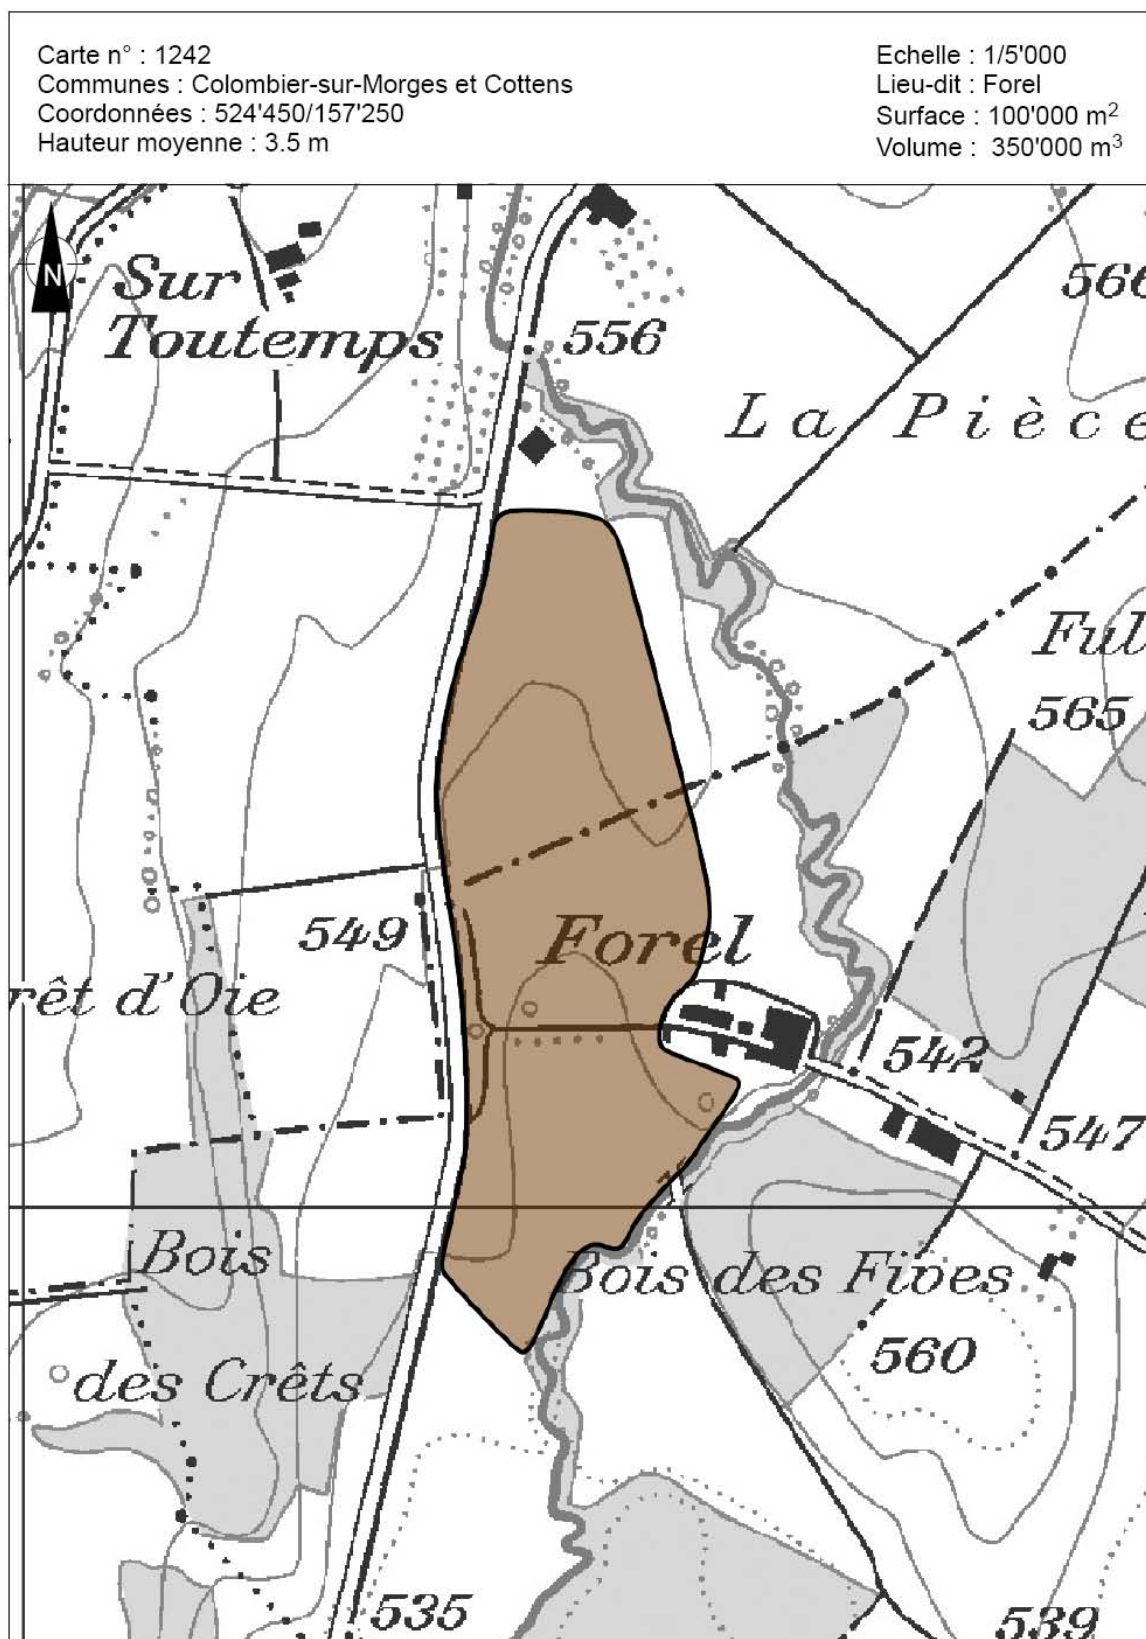 Carte n° : 1242
Communes : Colombier-sur-Morges et Cottens
Coordonnées : 524'450/157'250
Hauteur moyenne : 3.5 m
Echelle : 1/5'000
Lieu-dit : Forel
Surface : 100'000 m²
Volume : 350'000 m³
N
Sur
Toutemps
556
566
La Pièce
Ful
565
549
Forel
rêt d'Oie
542
547
Bois
Bois des Fives
560
des Crêts
535
539